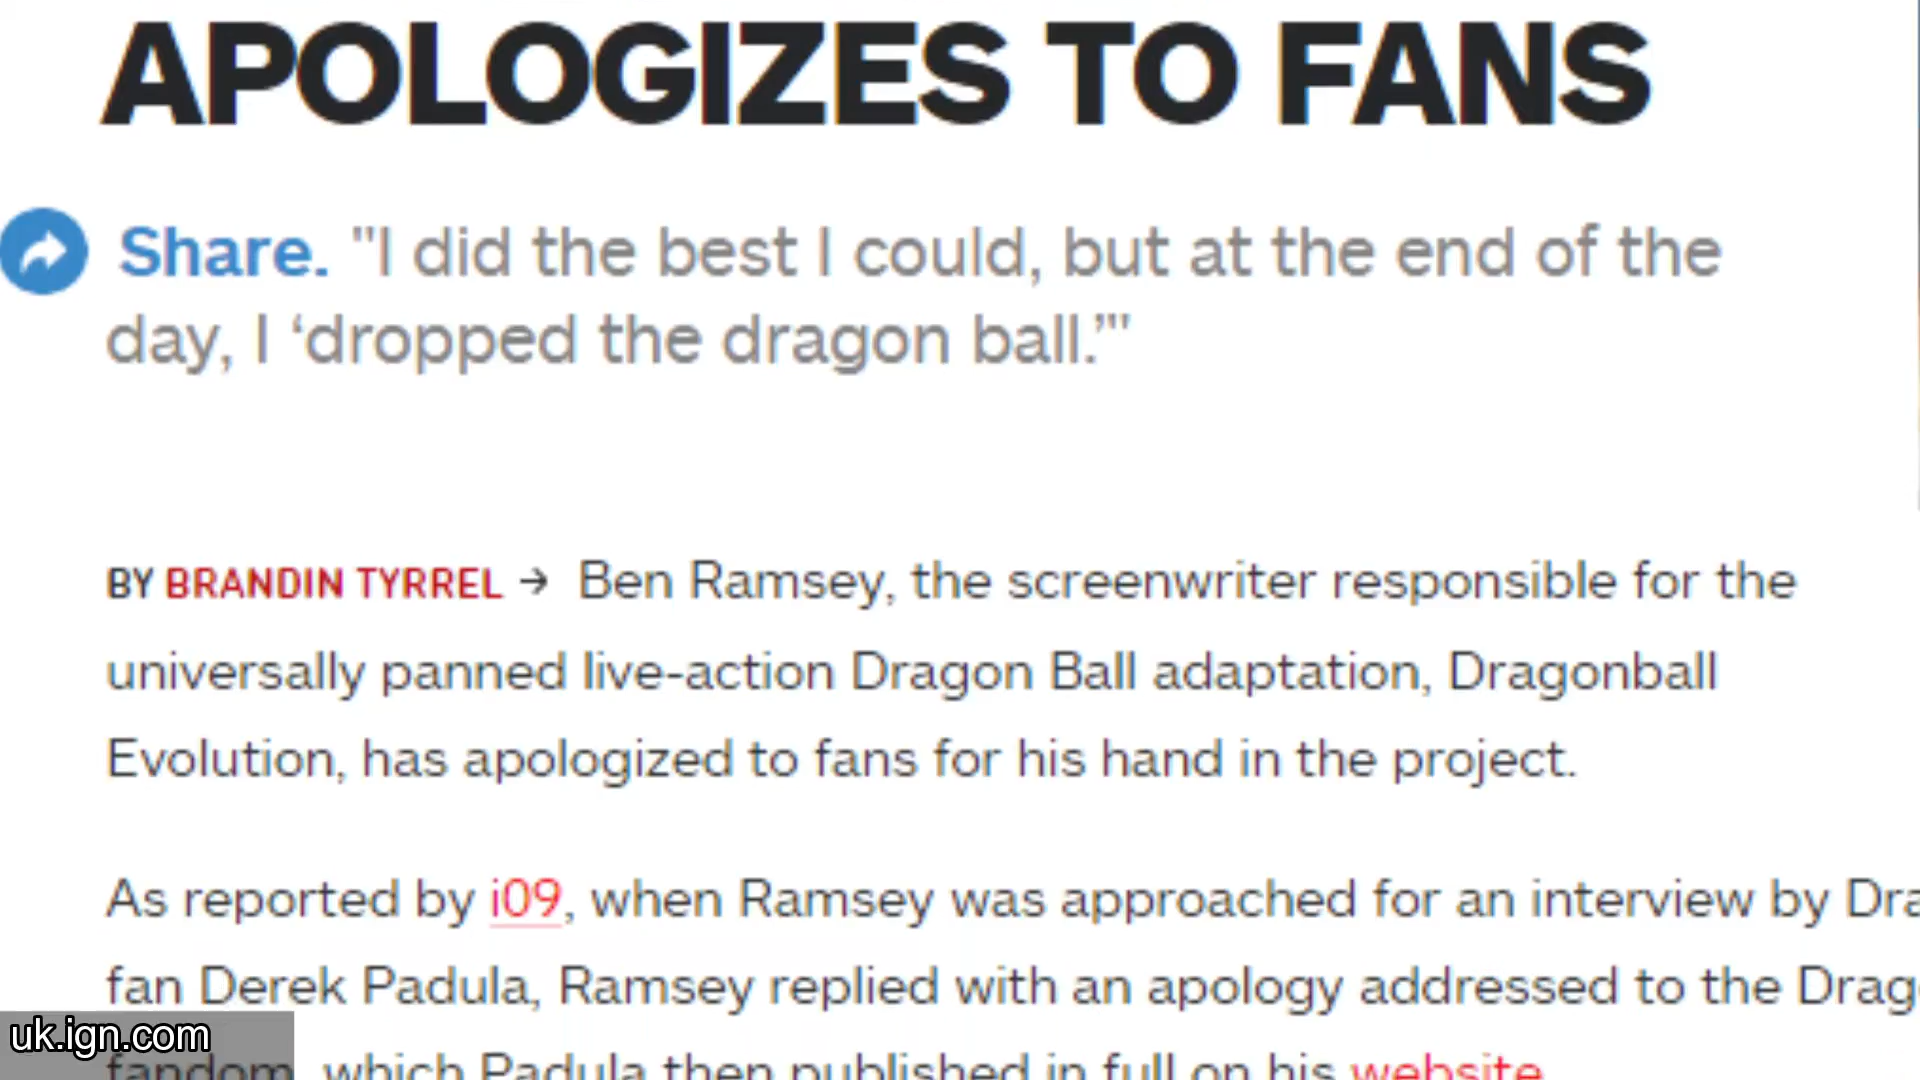 APOLOGIZES TO FANS
Share. "I did the best I could, but at the end of the
day, I ‘dropped the dragon ball.’"
BY BRANDIN TYRREL → Ben Ramsey, the screenwriter responsible for the
universally panned live-action Dragon Ball adaptation, Dragonball
Evolution, has apologized to fans for his hand in the project.
As reported by i09, when Ramsey was approached for an interview by Dra
fan Derek Padula, Ramsey replied with an apology addressed to the Drag
uk.ign.com
fandom, which Padula then published in full on his website.